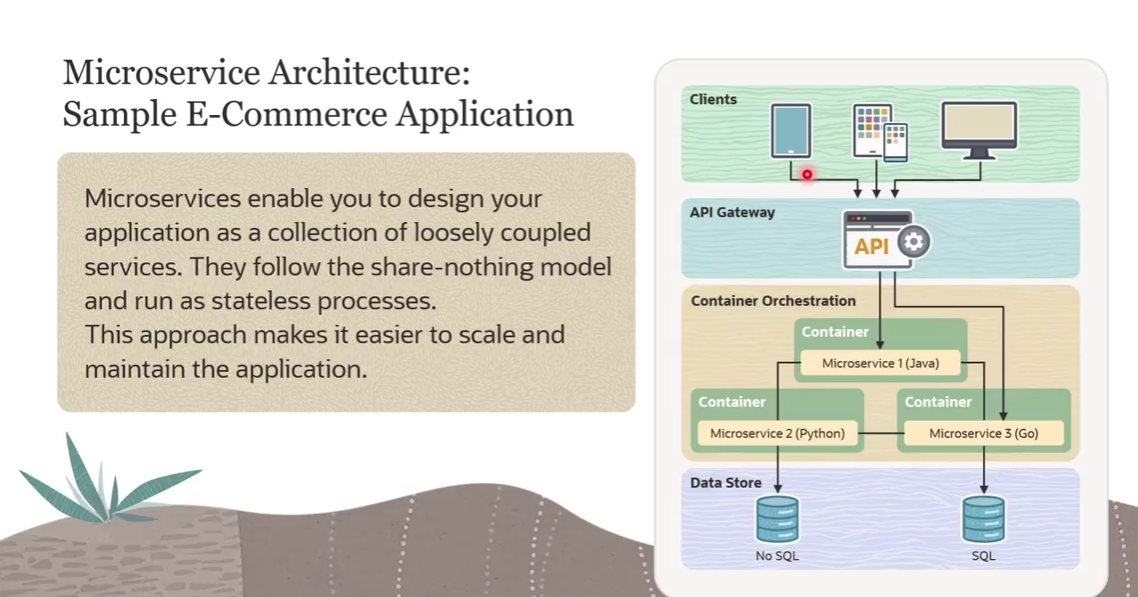 Microservice Architecture:
Sample E-Commerce Application
Microservices enable you to design your
application as a collection of loosely coupled
services. They follow the share-nothing model
and run as stateless processes.
This approach makes it easier to scale and
maintain the application.
Clients
API Gateway
API
Container Orchestration
Container
Microservice 1 (Java)
Container
Microservice 2 (Python)
Container
Microservice 3 (Go)
Data Store
No SQL
SQL